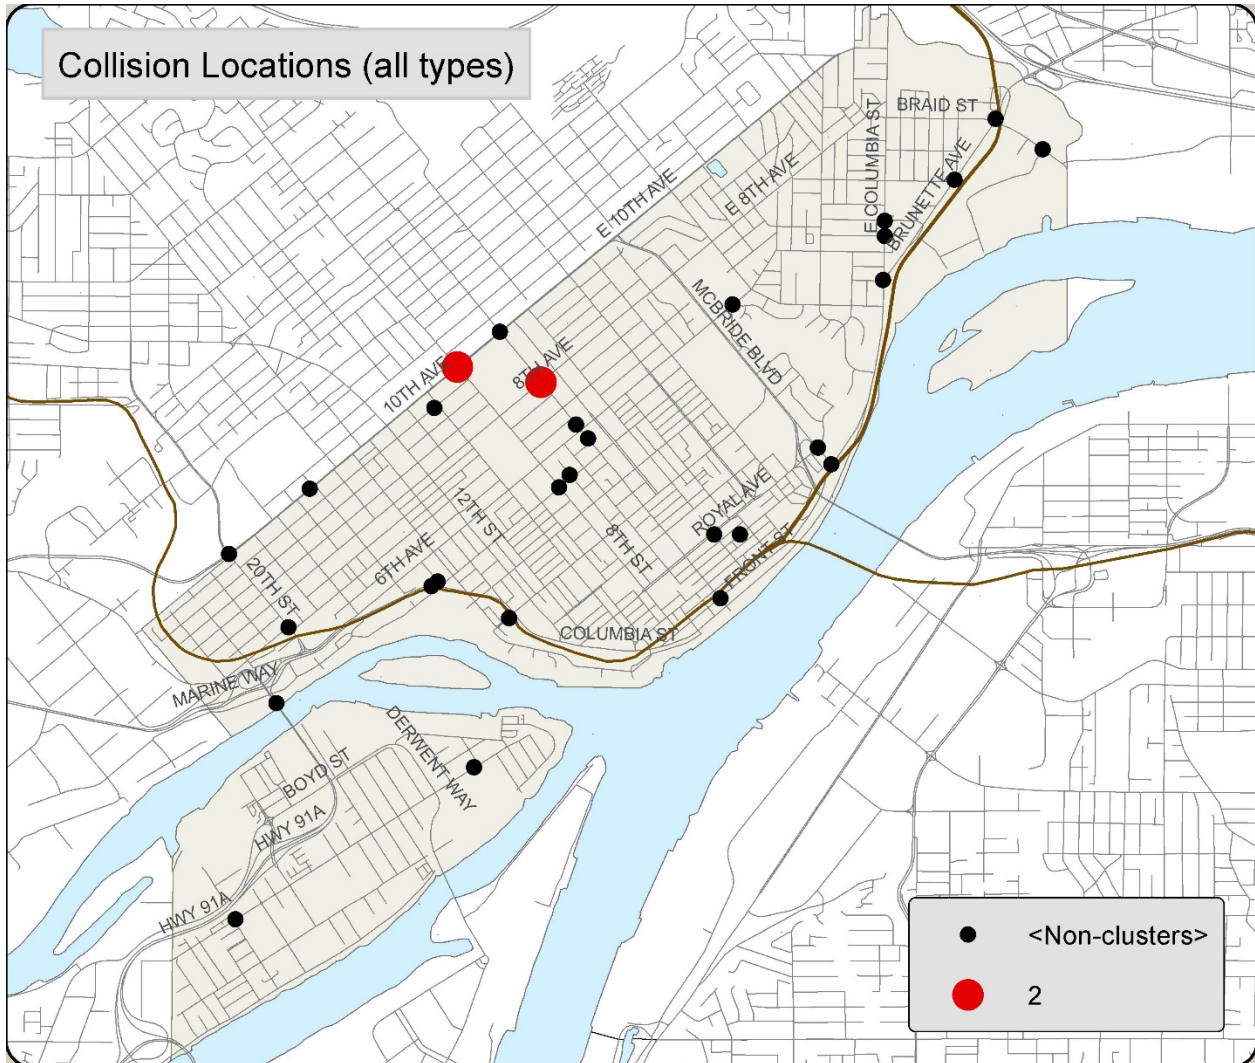 Collision Locations (all types)
BRAID ST
E COLUMBIA ST
BRUNETTE AVE
E 8TH AVE
E 10TH AVE
MCBRIDE BLVD
10TH AVE
8TH AVE
12TH ST
ROYAL AVE
8TH ST
6TH AVE
20TH ST
FRONT ST
COLUMBIA ST
MARINE WAY
DERWENT WAY
BOYD ST
HWY 91A
HWY 91A
<Non-clusters>
2